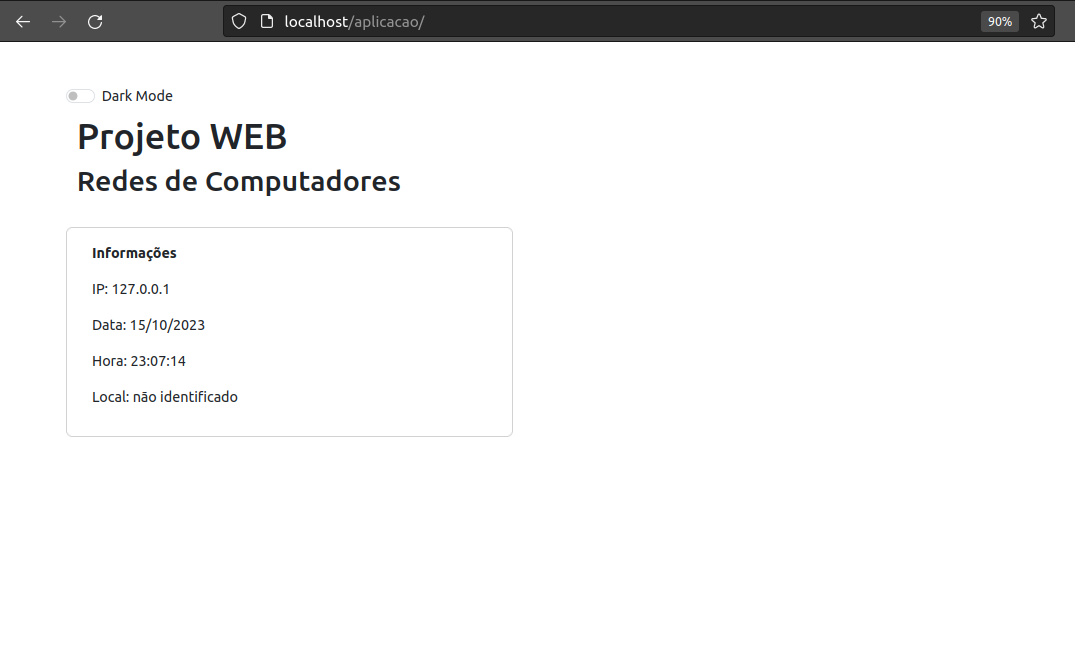 localhost/aplicacao/
90%
Dark Mode
Projeto WEB
Redes de Computadores
Informações
IP: 127.0.0.1
Data: 15/10/2023
Hora: 23:07:14
Local: não identificado